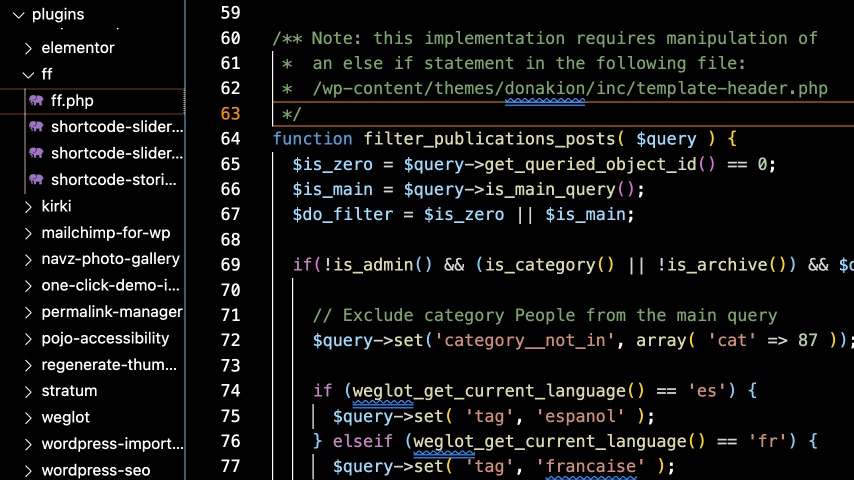 plugins
elementor
ff
ff.php
shortcode-slider...
shortcode-slider...
shortcode-stori...
kirki
mailchimp-for-wp
navz-photo-gallery
one-click-demo-i...
permalink-manager
pojo-accessibility
regenerate-thum...
stratum
weglot
wordpress-import...
wordpress-seo
59
60 /** Note: this implementation requires manipulation of
61 * an else if statement in the following file:
62 * /wp-content/themes/donakion/inc/template-header.php
63 */
64 function filter_publications_posts( $query ) {
65 $is_zero = $query->get_queried_object_id() == 0;
66 $is_main = $query->is_main_query();
67 $do_filter = $is_zero || $is_main;
68
69 if(!is_admin() && (is_category() || !is_archive()) && $d
70
71 // Exclude category People from the main query
72 $query->set('category__not_in', array( 'cat' => 87 ));
73
74 if (weglot_get_current_language() == 'es') {
75 $query->set( 'tag', 'espanol' );
76 } elseif (weglot_get_current_language() == 'fr') {
77 $query->set( 'tag', 'francaise' );